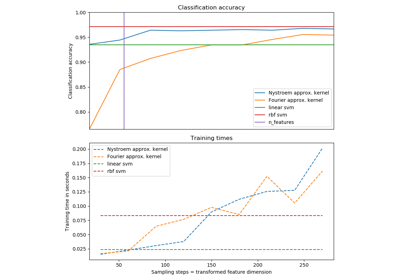 Classification accuracy
1.00
0.95
0.90
0.85
0.80
Classification accuracy
Nystroem approx. kernel
Fourier approx. kernel
linear svm
rbf svm
n_features
Training times
0.200
0.175
0.150
0.125
0.100
0.075
0.050
0.025
Training time in seconds
Nystroem approx. kernel
Fourier approx. kernel
linear svm
rbf svm
50
100
150
200
250
Sampling steps = transformed feature dimension